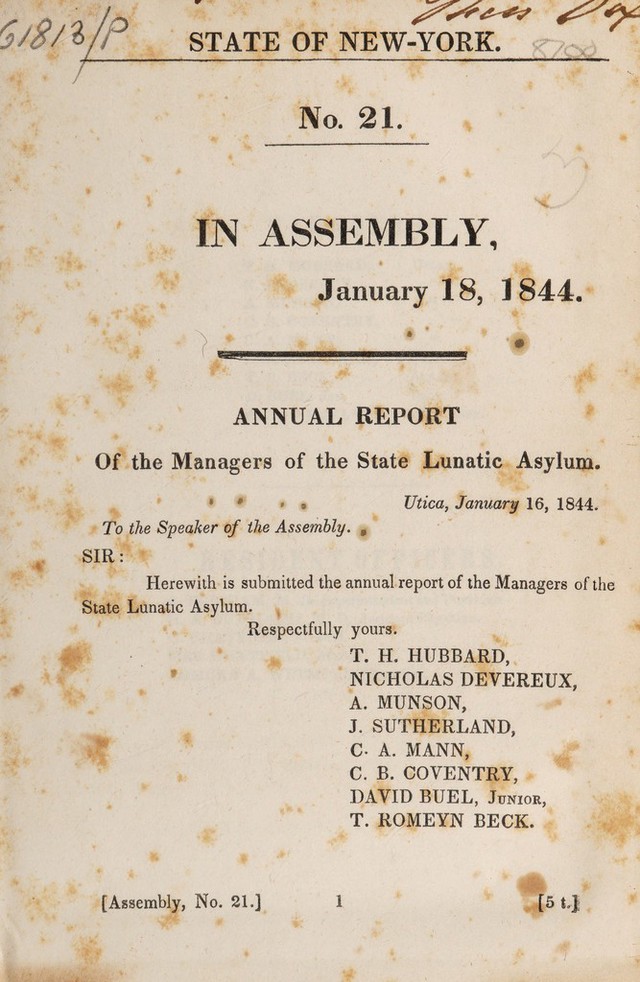 61813/P
STATE OF NEW-YORK. 8700
No. 21.
3
IN ASSEMBLY,
January 18, 1844.
ANNUAL REPORT
Of the Managers of the State Lunatic Asylum.
Utica, January 16, 1844.
To the Speaker of the Assembly.
SIR:
Herewith is submitted the annual report of the Managers of the
State Lunatic Asylum.
Respectfully yours.
T. H. HUBBARD,
NICHOLAS DEVEREUX,
A. MUNSON,
J. SUTHERLAND,
C. A. MANN,
C. B. COVENTRY,
DAVID BUEL, JUNIOR,
T. ROMEYN BECK.
[Assembly, No. 21.] 1 [5 t.]